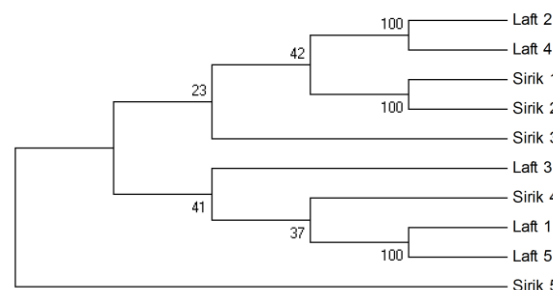 Laft 2
100
Laft 4
42
Sirik 1
23
100
Sirik 2
Sirik 3
Laft 3
41
Sirik 4
37
Laft 1
100
Laft 5
Sirik 5